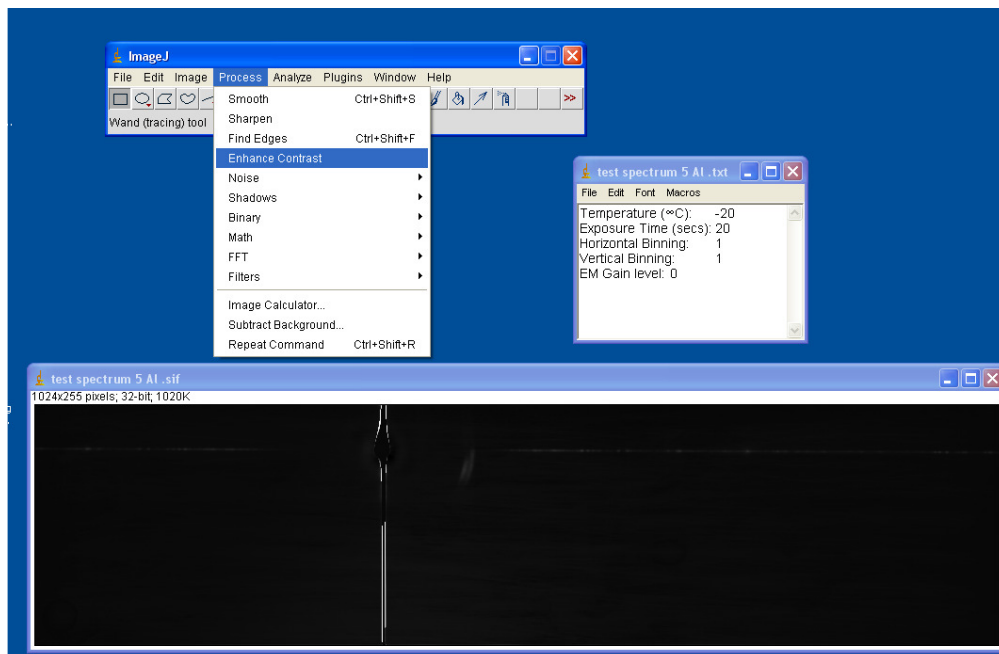 ImageJ
File Edit Image Process Analyze Plugins Window Help
>>
Wand (tracing) tool
Smooth Ctrl+Shift+S
Sharpen
Find Edges Ctrl+Shift+F
Enhance Contrast
Noise
Shadows
Binary
Math
FFT
Filters
Image Calculator...
Subtract Background...
Repeat Command Ctrl+Shift+R
test spectrum 5 Al .txt
File Edit Font Macros
Temperature (∞C): -20
Exposure Time (secs): 20
Horizontal Binning: 1
Vertical Binning: 1
EM Gain level: 0
test spectrum 5 Al .sif
1024x255 pixels; 32-bit; 1020K